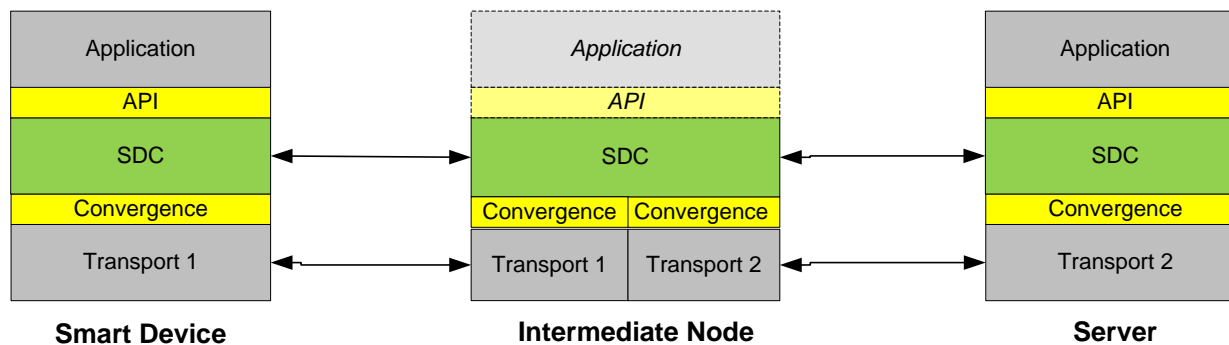 Application
Application
Application
API
API
API
SDC
SDC
SDC
Convergence
Convergence Convergence
Convergence
Transport 1
Transport 1 Transport 2
Transport 2
Smart Device
Intermediate Node
Server